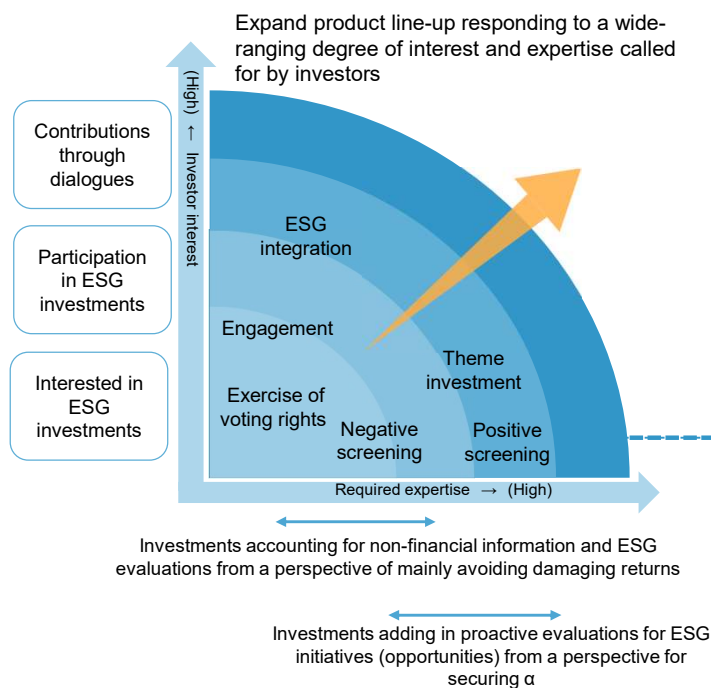 Expand product line-up responding to a wide-
ranging degree of interest and expertise called
for by investors
(High)
↑
Investor interest
Contributions
through
dialogues
Participation
in ESG
investments
Interested in
ESG
investments
ESG
integration
Engagement
Theme
investment
Exercise of
voting rights
Negative
screening
Positive
screening
Required expertise → (High)
Investments accounting for non-financial information and ESG
evaluations from a perspective of mainly avoiding damaging returns
Investments adding in proactive evaluations for ESG
initiatives (opportunities) from a perspective for
securing α